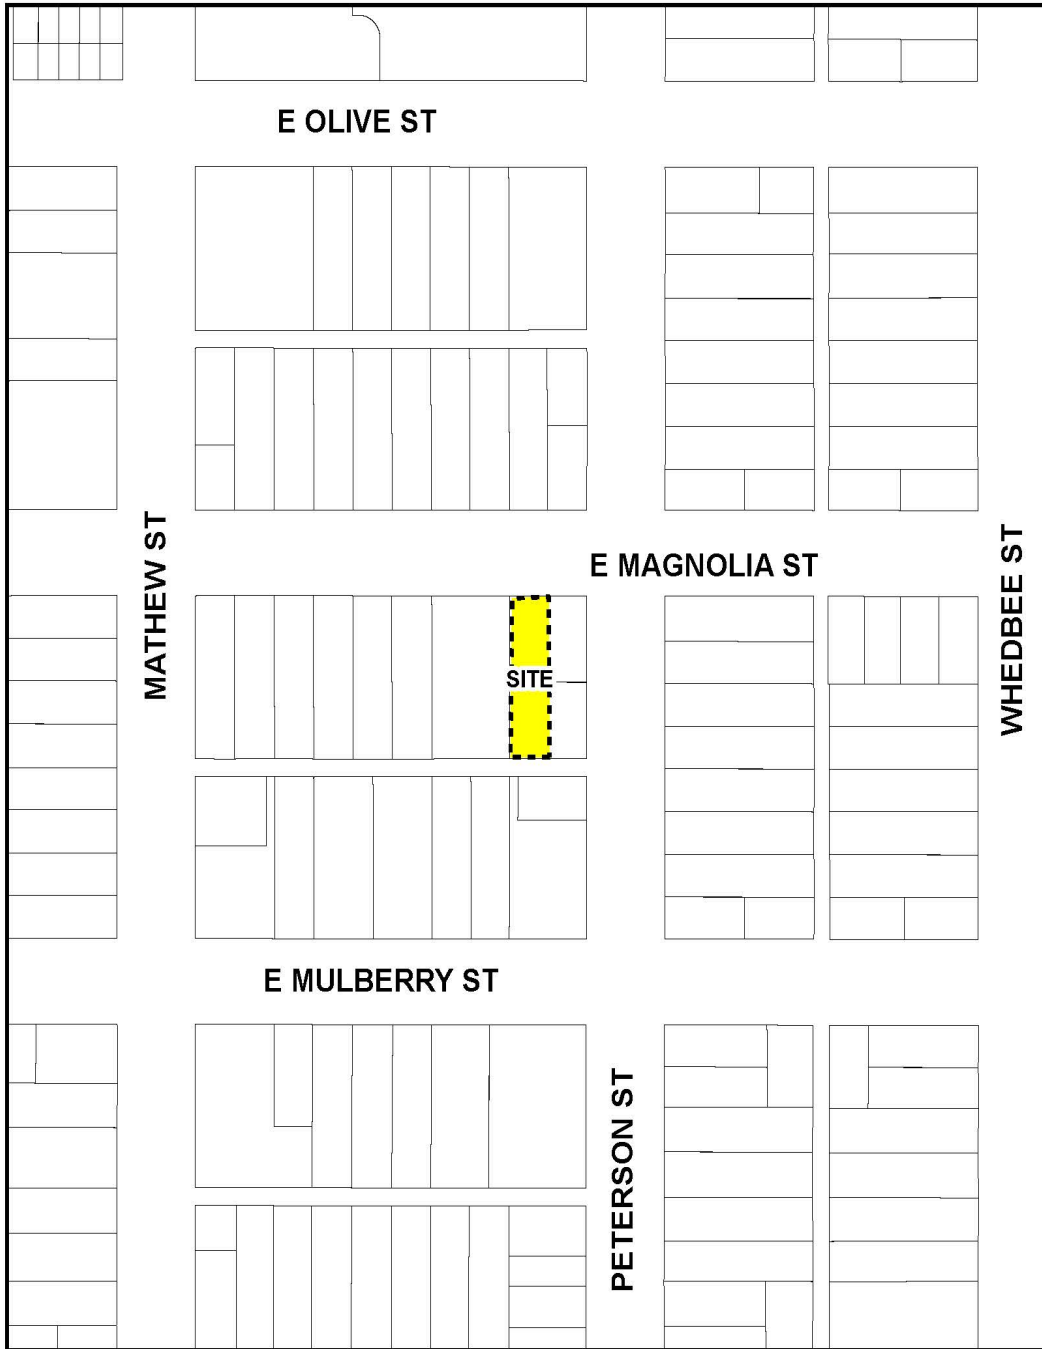 E OLIVE ST
E MAGNOLIA ST
MATHEW ST
WHEDBEE ST
SITE
E MULBERRY ST
PETERSON ST